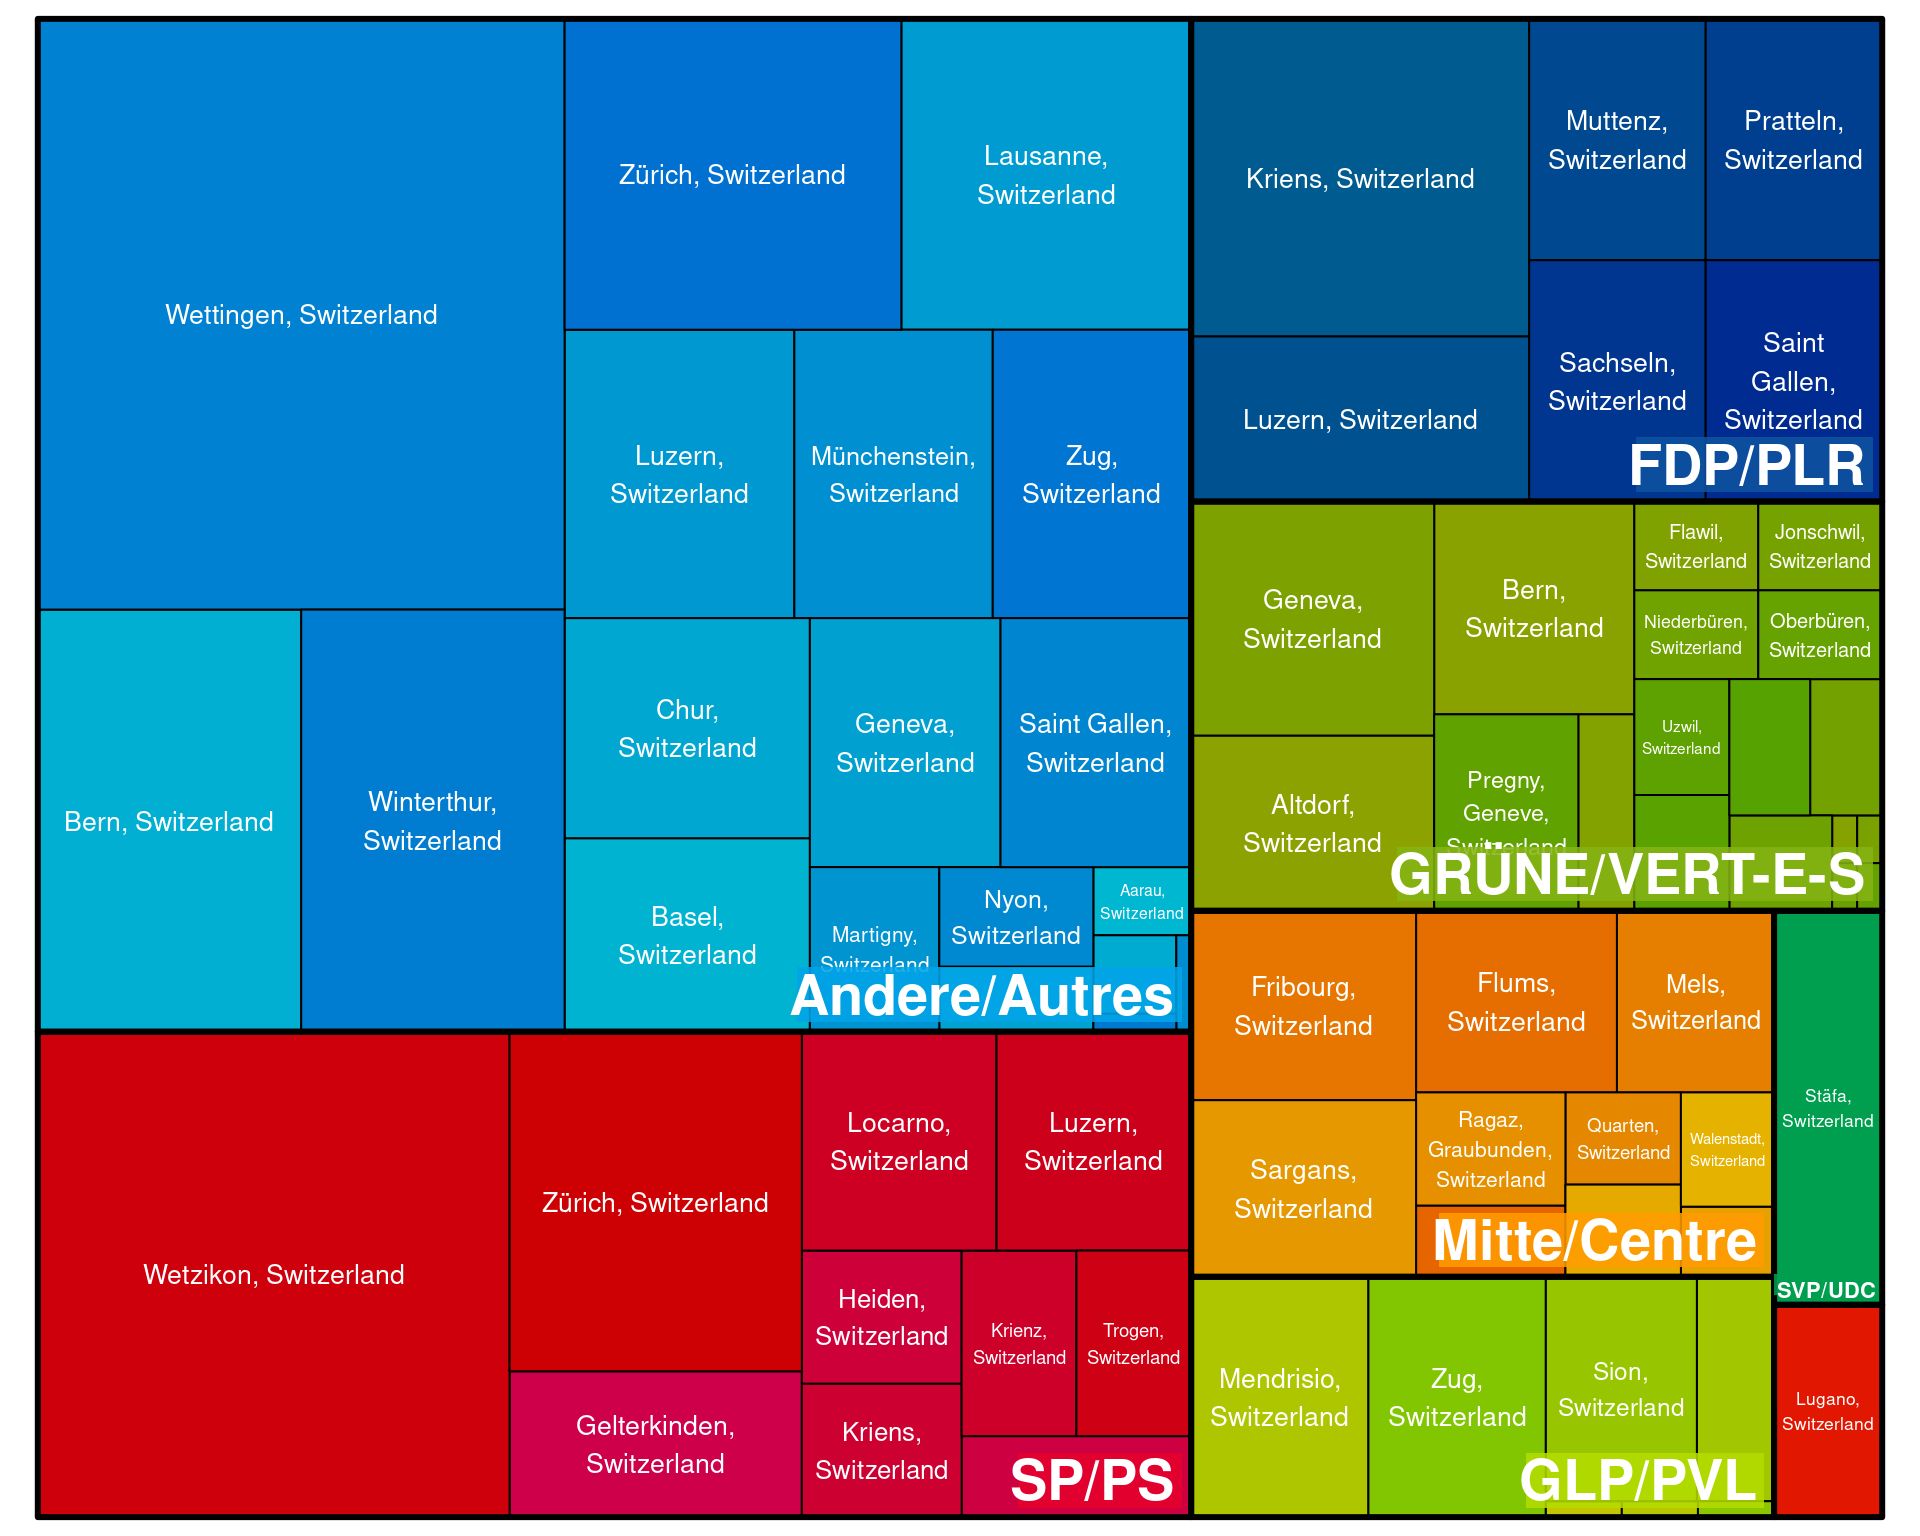 Wettingen, Switzerland
Zürich, Switzerland
Lausanne,
Switzerland
Luzern,
Switzerland
Münchenstein,
Switzerland
Zug,
Switzerland
Bern, Switzerland
Winterthur,
Switzerland
Chur,
Switzerland
Geneva,
Switzerland
Saint Gallen,
Switzerland
Basel,
Switzerland
Martigny,
Switzerland
Nyon,
Switzerland
Aarau,
Switzerland
Andere/Autres
Kriens, Switzerland
Muttenz,
Switzerland
Pratteln,
Switzerland
Luzern, Switzerland
Sachseln,
Switzerland
Saint
Gallen,
Switzerland
FDP/PLR
Geneva,
Switzerland
Bern,
Switzerland
Flawil,
Switzerland
Jonschwil,
Switzerland
Niederbüren,
Switzerland
Oberbüren,
Switzerland
Uzwil,
Switzerland
Altdorf,
Switzerland
Pregny,
Geneve,
Switzerland
GRÜNE/VERT-E-S
Fribourg,
Switzerland
Flums,
Switzerland
Mels,
Switzerland
Sargans,
Switzerland
Ragaz,
Graubunden,
Switzerland
Quarten,
Switzerland
Walenstadt,
Switzerland
Mitte/Centre
Stäfa,
Switzerland
SVP/UDC
Wetzikon, Switzerland
Zürich, Switzerland
Locarno,
Switzerland
Luzern,
Switzerland
Gelterkinden,
Switzerland
Heiden,
Switzerland
Krienz,
Switzerland
Trogen,
Switzerland
Kriens,
Switzerland
SP/PS
Mendrisio,
Switzerland
Zug,
Switzerland
Sion,
Switzerland
GLP/PVL
Lugano,
Switzerland